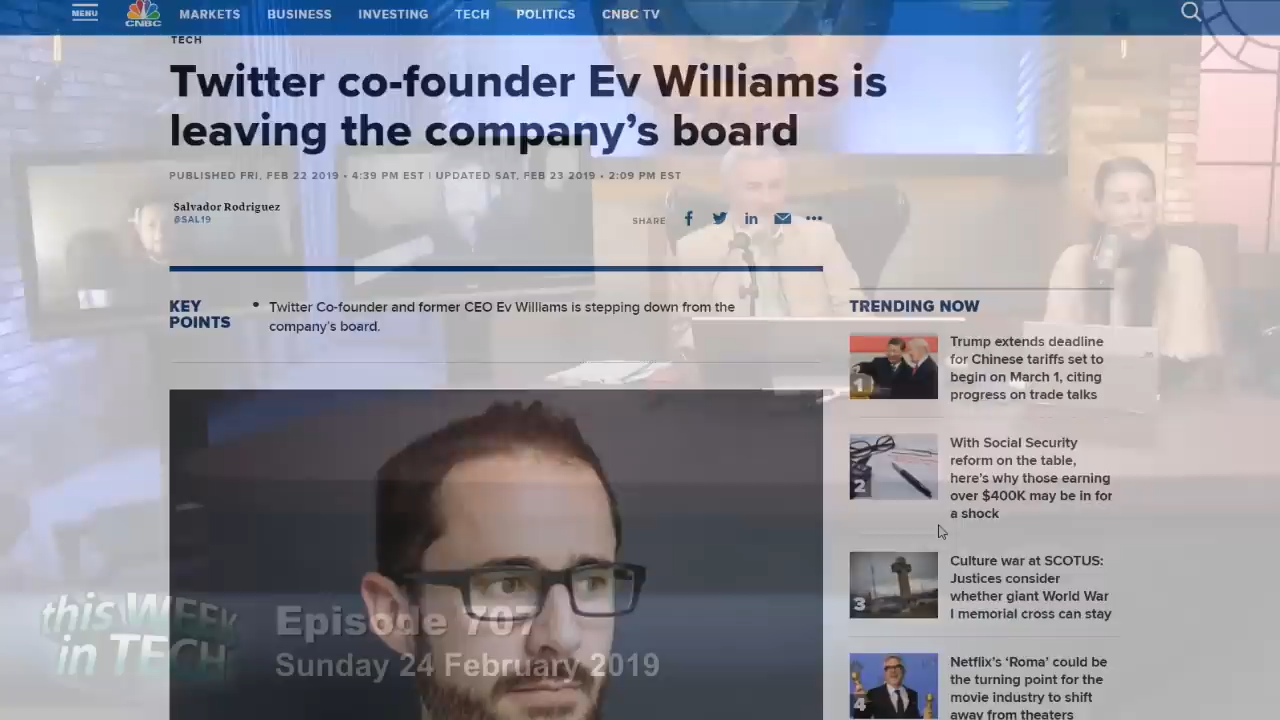 MENU
CNBC
MARKETS
BUSINESS
INVESTING
TECH
POLITICS
CNBC TV
TECH
Twitter co-founder Ev Williams is
leaving the company's board
PUBLISHED FRI, FEB 22 2019 • 4:39 PM EST | UPDATED SAT, FEB 23 2019 • 2:09 PM EST
Salvador Rodriguez
@SAL19
SHARE
KEY
POINTS
• Twitter Co-founder and former CEO Ev Williams is stepping down from the
company's board.
TRENDING NOW
1
Trump extends deadline
for Chinese tariffs set to
begin on March 1, citing
progress on trade talks
2
With Social Security
reform on the table,
here's why those earning
over $400K may be in for
a shock
3
Culture war at SCOTUS:
Justices consider
whether giant World War
I memorial cross can stay
4
Netflix's ‘Roma’ could be
the turning point for the
movie industry to shift
away from theaters
this WEEK
in TECH
Episode 707
Sunday 24 February 2019